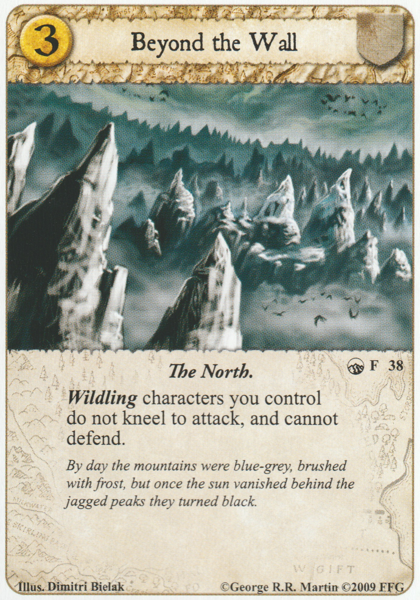 3
Beyond the Wall
The North.
F 38
Wildling characters you control
do not kneel to attack, and cannot
defend.
By day the mountains were blue-grey, brushed
with frost, but once the sun vanished behind the
jagged peaks they turned black.
W GIFT
Illus. Dimitri Bielak
©George R.R. Martin ©2009 FFG